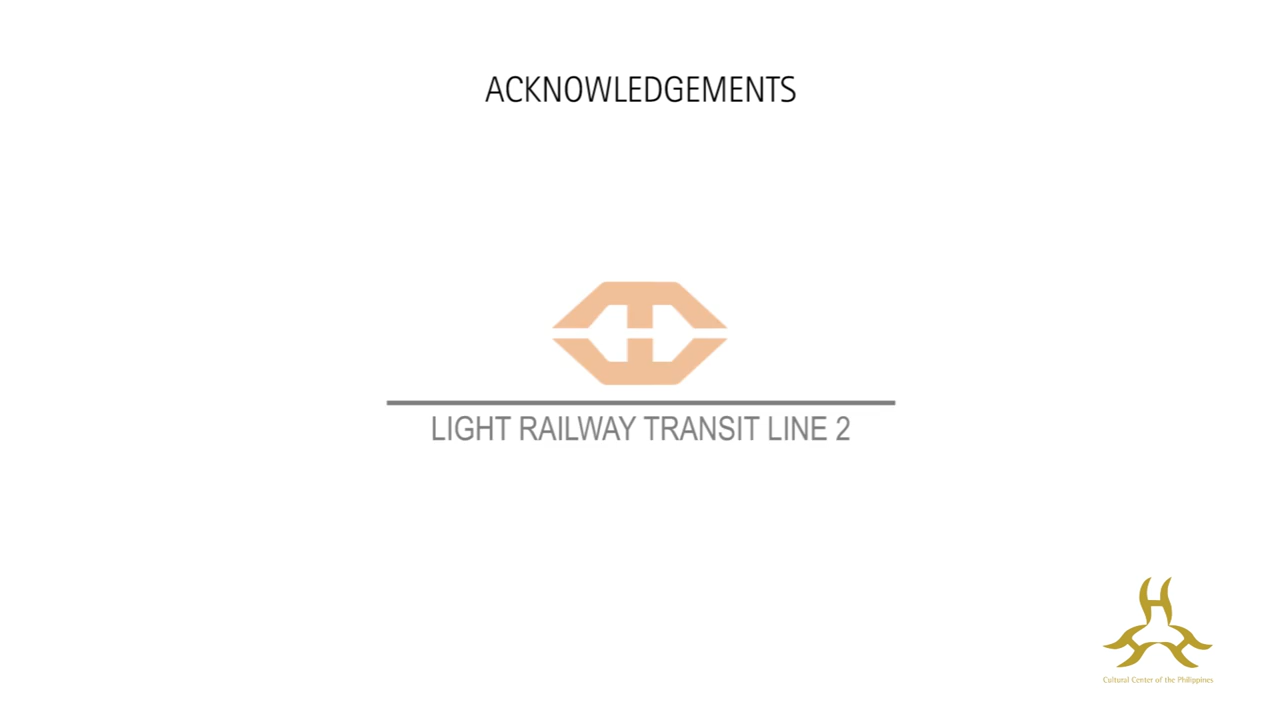 ACKNOWLEDGEMENTS
LIGHT RAILWAY TRANSIT LINE 2
Cultural Center of the Philippines